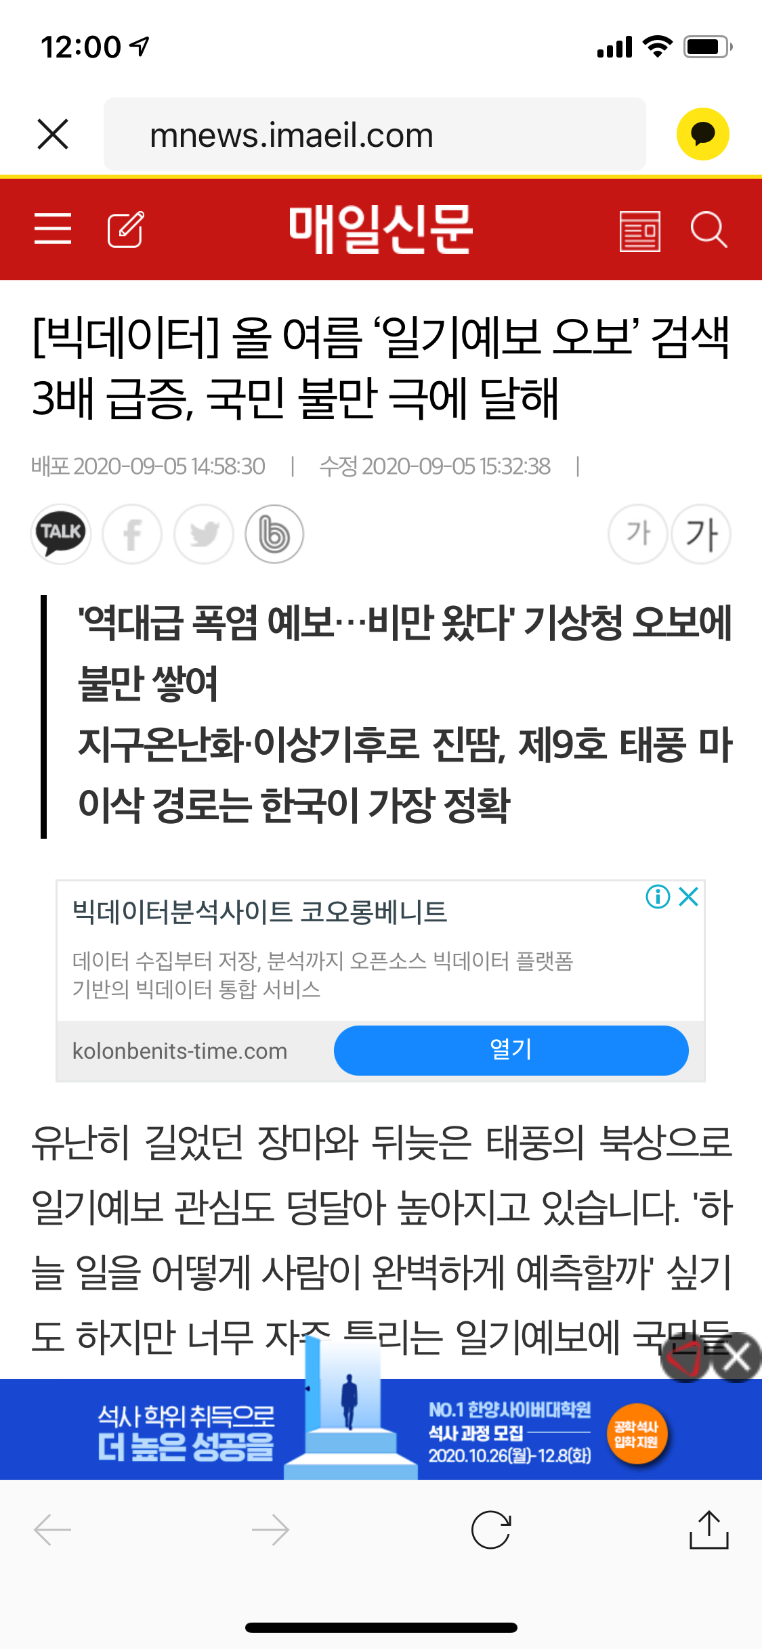 12:00
mnews.imaeil.com
매일신문
[빅데이터] 올 여름 ‘일기예보 오보’ 검색
3배 급증, 국민 불만 극에 달해
배포 2020-09-05 14:58:30 | 수정 2020-09-05 15:32:38 |
TALK
가 가
'역대급 폭염 예보…비만 왔다' 기상청 오보에
불만 쌓여
지구온난화·이상기후로 진땀, 제9호 태풍 마
이삭 경로는 한국이 가장 정확
빅데이터분석사이트 코오롱베니트
데이터 수집부터 저장, 분석까지 오픈소스 빅데이터 플랫폼
기반의 빅데이터 통합 서비스
kolonbenits-time.com
열기
유난히 길었던 장마와 뒤늦은 태풍의 북상으로
일기예보 관심도 덩달아 높아지고 있습니다. '하
늘 일을 어떻게 사람이 완벽하게 예측할까' 싶기
도 하지만 너무 자주 틀리는 일기예보에 국민들
석사 학위 취득으로
더 높은 성공을
NO.1 한양사이버대학원
석사 과정 모집
2020.10.26(월)-12.8(화)
공학석사
입학지원